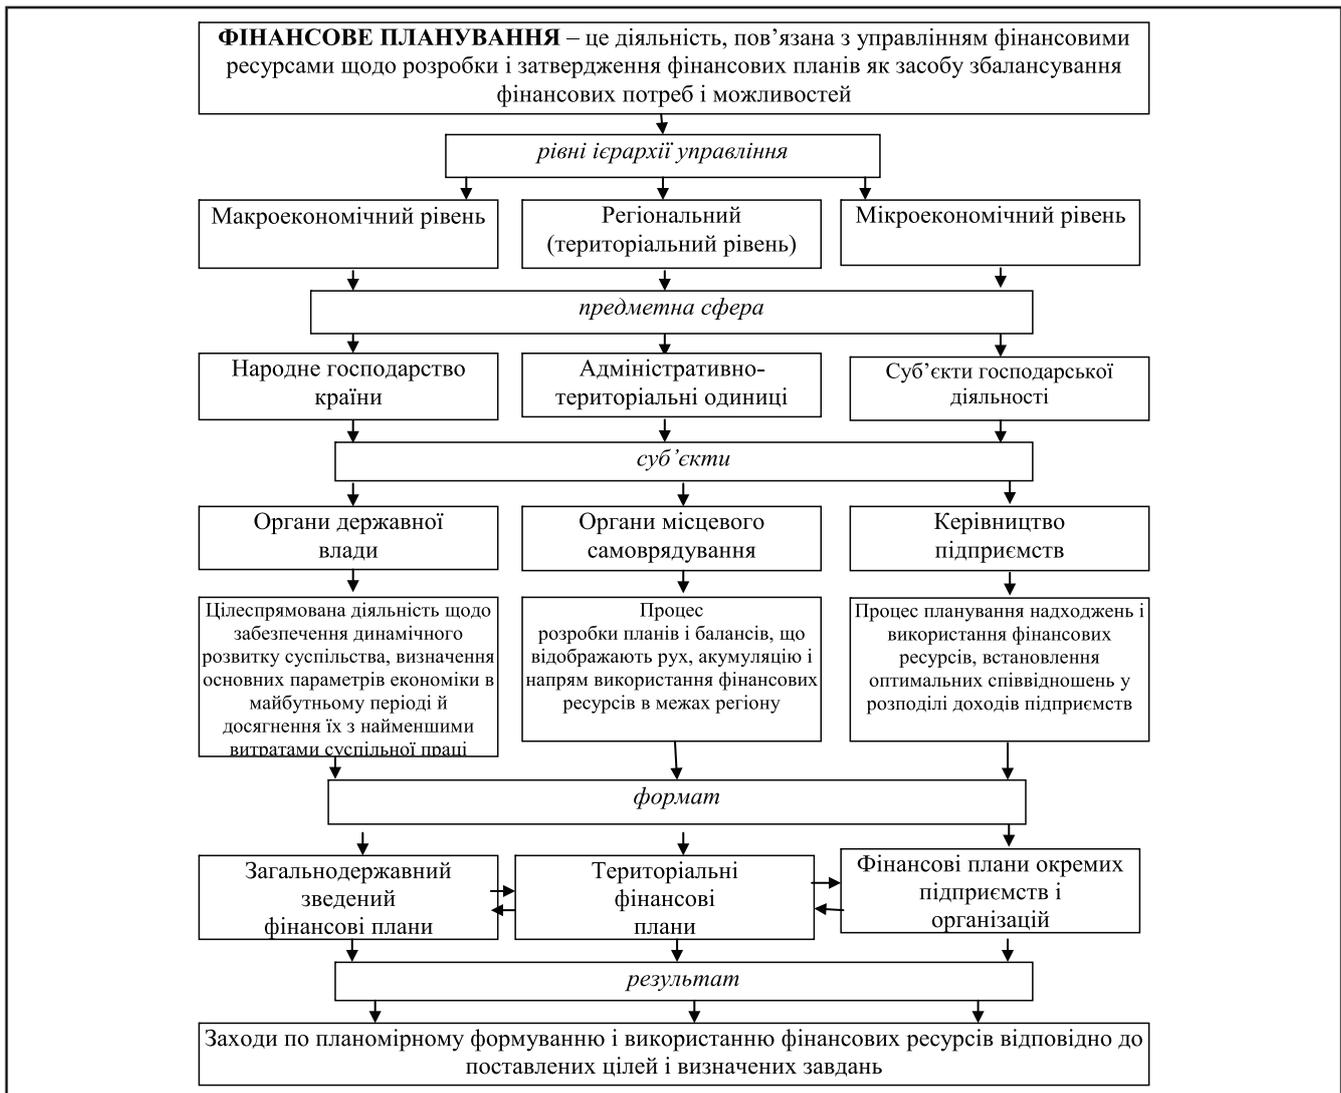 ФІНАНСОВЕ ПЛАНУВАННЯ – це діяльність, пов’язана з управлінням фінансовими
ресурсами щодо розробки і затвердження фінансових планів як засобу збалансування
фінансових потреб і можливостей
рівні ієрархії управління
Макроекономічний рівень
Регіональний
(територіальний рівень)
Мікроекономічний рівень
предметна сфера
Народне господарство
країни
Адміністративно-
територіальні одиниці
Суб’єкти господарської
діяльності
суб’єкти
Органи державної
влади
Органи місцевого
самоврядування
Керівництво
підприємств
Цілеспрямована діяльність щодо
забезпечення динамічного
розвитку суспільства, визначення
основних параметрів економіки в
майбутньому періоді й
досягнення їх з найменшими
витратами суспільної праці
Процес
розробки планів і балансів, що
відображають рух, акумуляцію і
напрям використання фінансових
ресурсів в межах регіону
Процес планування надходжень і
використання фінансових
ресурсів, встановлення
оптимальних співвідношень у
розподілі доходів підприємств
формат
Загальнодержавний
зведений
фінансові плани
Територіальні
фінансові
плани
Фінансові плани окремих
підприємств і
організацій
результат
Заходи по планомірному формуванню і використанню фінансових ресурсів відповідно до
поставлених цілей і визначених завдань